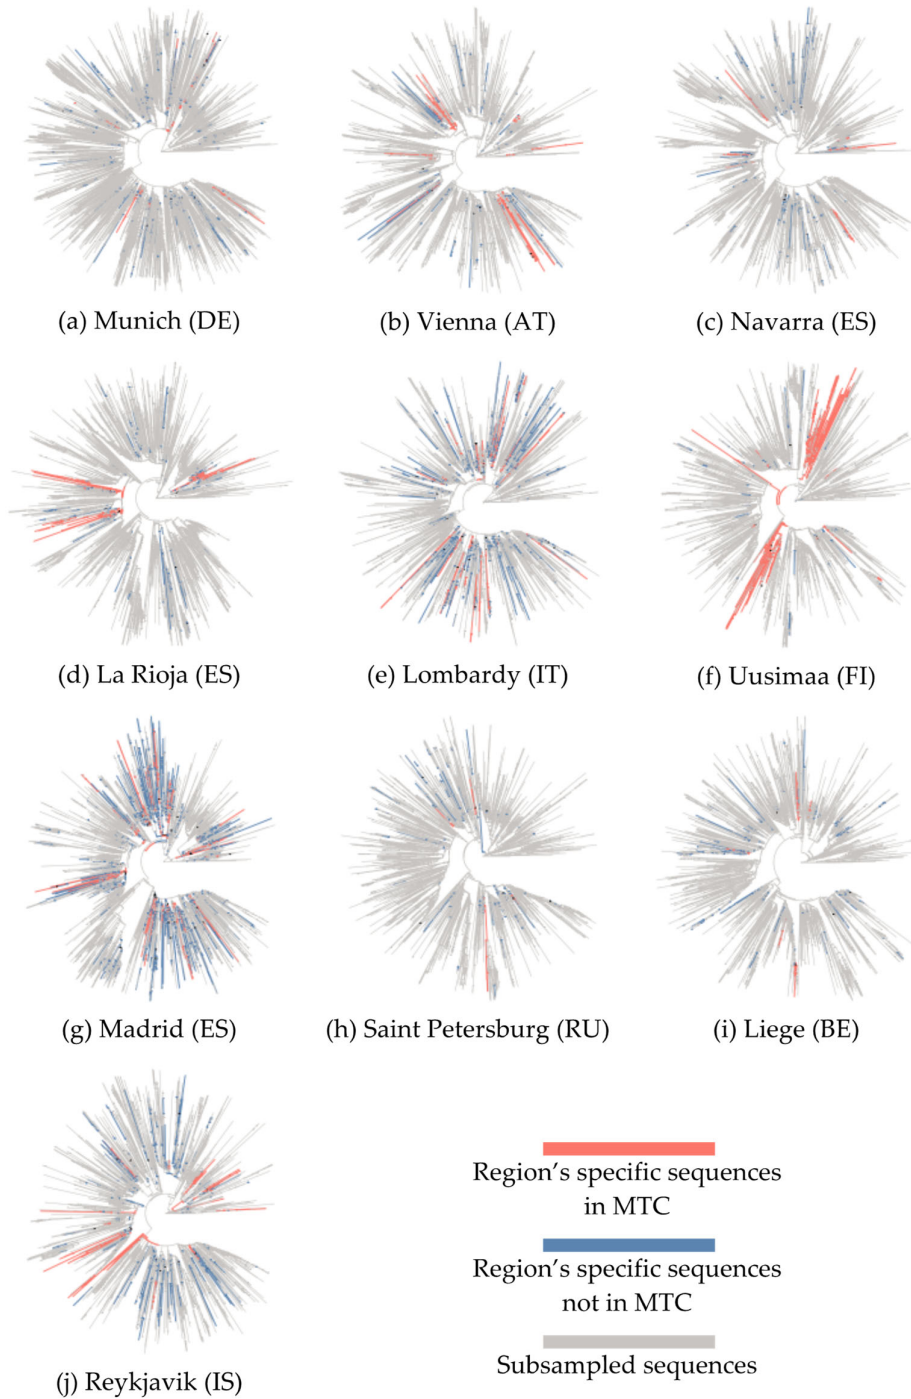 (a) Munich (DE)
(b) Vienna (AT)
(c) Navarra (ES)
(d) La Rioja (ES)
(e) Lombardy (IT)
(f) Uusimaa (FI)
(g) Madrid (ES)
(h) Saint Petersburg (RU)
(i) Liege (BE)
(j) Reykjavik (IS)
Region's specific sequences
in MTC
Region's specific sequences
not in MTC
Subsampled sequences